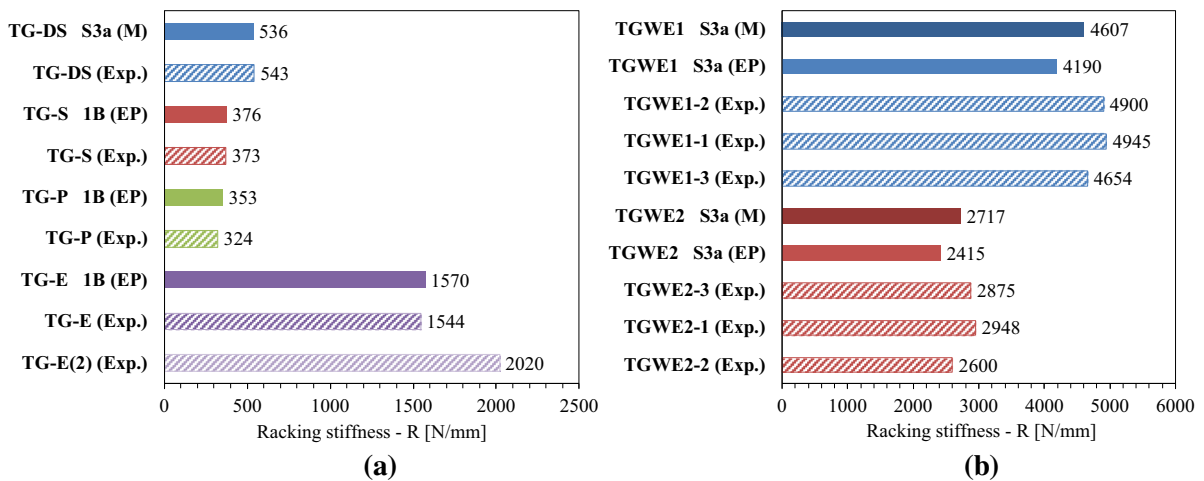 TG-DS S3a (M) 536
TG-DS (Exp.) 543
TG-S 1B (EP) 376
TG-S (Exp.) 373
TG-P 1B (EP) 353
TG-P (Exp.) 324
TG-E 1B (EP) 1570
TG-E (Exp.) 1544
TG-E(2) (Exp.) 2020
0 500 1000 1500 2000 2500
Racking stiffness - R [N/mm]
(a)
TGWE1 S3a (M) 4607
TGWE1 S3a (EP) 4190
TGWE1-2 (Exp.) 4900
TGWE1-1 (Exp.) 4945
TGWE1-3 (Exp.) 4654
TGWE2 S3a (M) 2717
TGWE2 S3a (EP) 2415
TGWE2-3 (Exp.) 2875
TGWE2-1 (Exp.) 2948
TGWE2-2 (Exp.) 2600
0 1000 2000 3000 4000 5000 6000
Racking stiffness - R [N/mm]
(b)